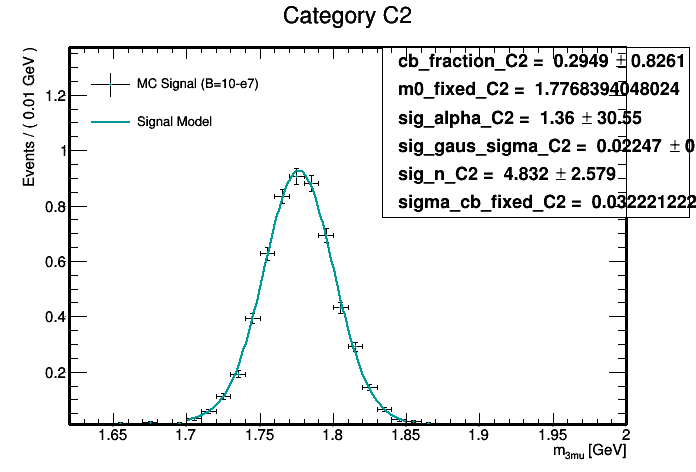 Category C2
cb_fraction_C2 = 0.2949 ± 0.8261
m0_fixed_C2 = 1.7768394048024
sig_alpha_C2 = 1.36 ± 30.55
sig_gaus_sigma_C2 = 0.02247 ± 0
sig_n_C2 = 4.832 ± 2.579
sigma_cb_fixed_C2 = 0.032221222
MC Signal (B=10-e7)
Signal Model
Events / ( 0.01 GeV )
1.2
1
0.8
0.6
0.4
0.2
1.65 1.7 1.75 1.8 1.85 1.9 1.95 2
m3mu [GeV]